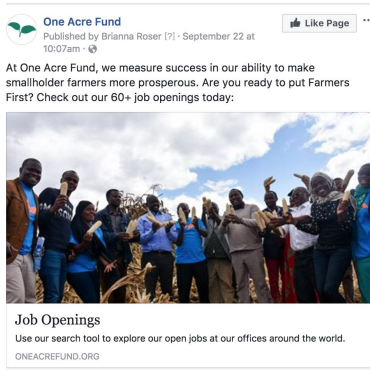 One Acre Fund
Like Page
Published by Brianna Roser [?] · September 22 at
10:07am ·
At One Acre Fund, we measure success in our ability to make
smallholder farmers more prosperous. Are you ready to put Farmers
First? Check out our 60+ job openings today:
Job Openings
Use our search tool to explore our open jobs at our offices around the world.
ONEACREFUND.ORG